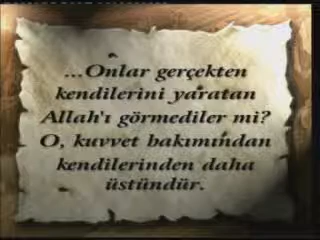 ...Onlar gerçekten
kendilerini yaratan
Allah'ı görmediler mi?
O, kuvvet bakımından
kendilerinden daha
üstündür.